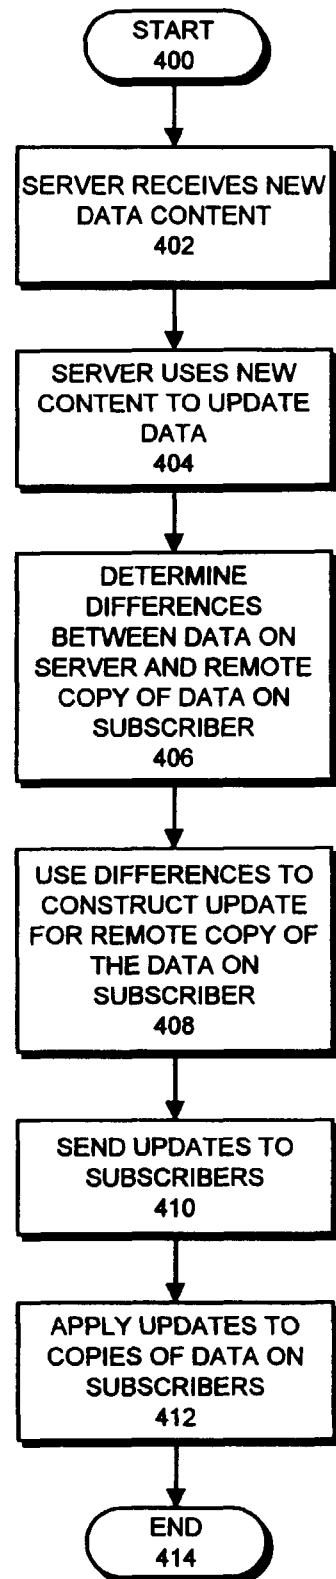 START
400
SERVER RECEIVES NEW
DATA CONTENT
402
SERVER USES NEW
CONTENT TO UPDATE
DATA
404
DETERMINE
DIFFERENCES
BETWEEN DATA ON
SERVER AND REMOTE
COPY OF DATA ON
SUBSCRIBER
406
USE DIFFERENCES TO
CONSTRUCT UPDATE
FOR REMOTE COPY OF
THE DATA ON
SUBSCRIBER
408
SEND UPDATES TO
SUBSCRIBERS
410
APPLY UPDATES TO
COPIES OF DATA ON
SUBSCRIBERS
412
END
414